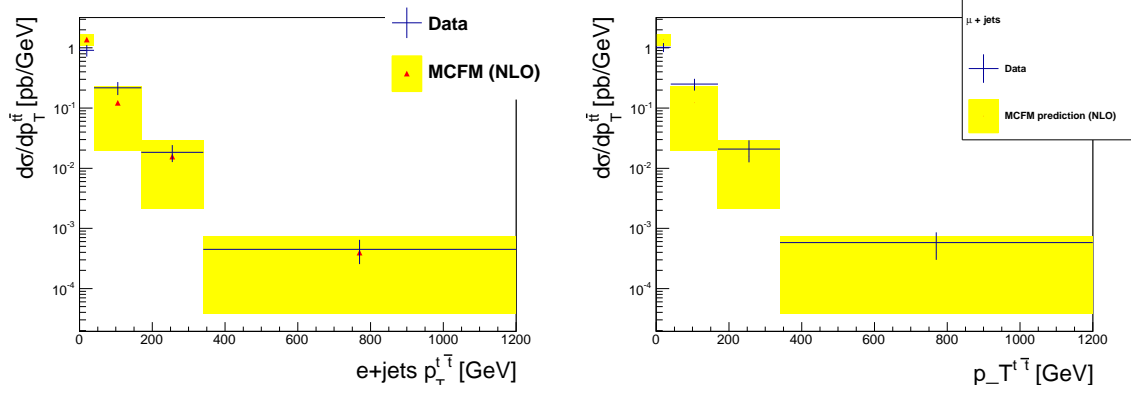 dσ/dp_T^{tt̄} [pb/GeV]
1
10^{-1}
10^{-2}
10^{-3}
10^{-4}
Data
MCFM (NLO)
0 200 400 600 800 1000 1200
e+jets p_T^{t t̄} [GeV]
dσ/dp_T^{tt̄} [pb/GeV]
1
10^{-1}
10^{-2}
10^{-3}
10^{-4}
μ + jets
Data
MCFM prediction (NLO)
0 200 400 600 800 1000 1200
p_T^{t t̄} [GeV]